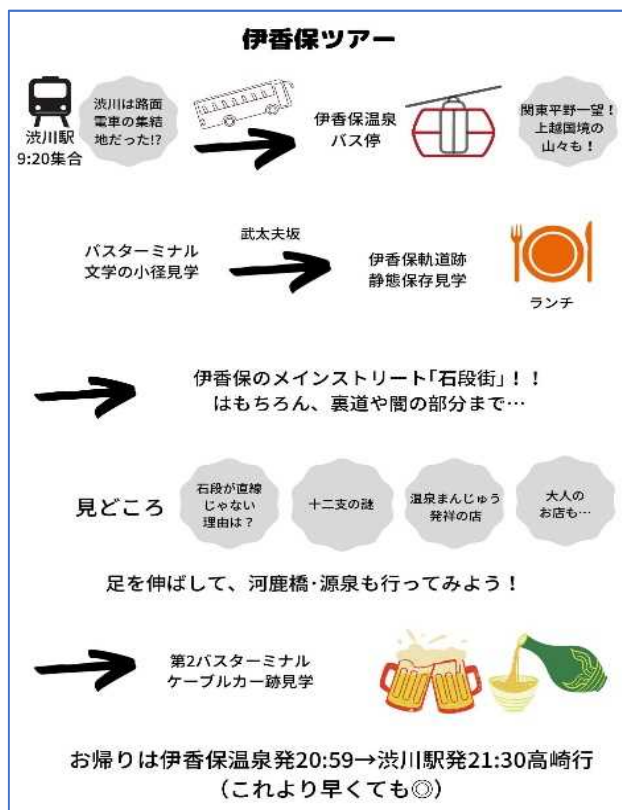 伊香保ツアー
渋川駅
9:20集合
渋川は路面
電車の集結
地だった!?
伊香保温泉
バス停
関東平野一望！
上越国境の
山々も！
バスターミナル
文学の小径見学
武太夫坂
伊香保軌道跡
静態保存見学
ランチ
伊香保のメインストリート「石段街」！！
はもちろん、裏道や闇の部分まで…
見どころ
石段が直線
じゃない
理由は？
十二支の謎
温泉まんじゅう
発祥の店
大人の
お店も…
足を伸ばして、河鹿橋・源泉も行ってみよう！
第2バスターミナル
ケーブルカー跡見学
お帰りは伊香保温泉発20:59→渋川駅発21:30高崎行
（これより早くても◎）